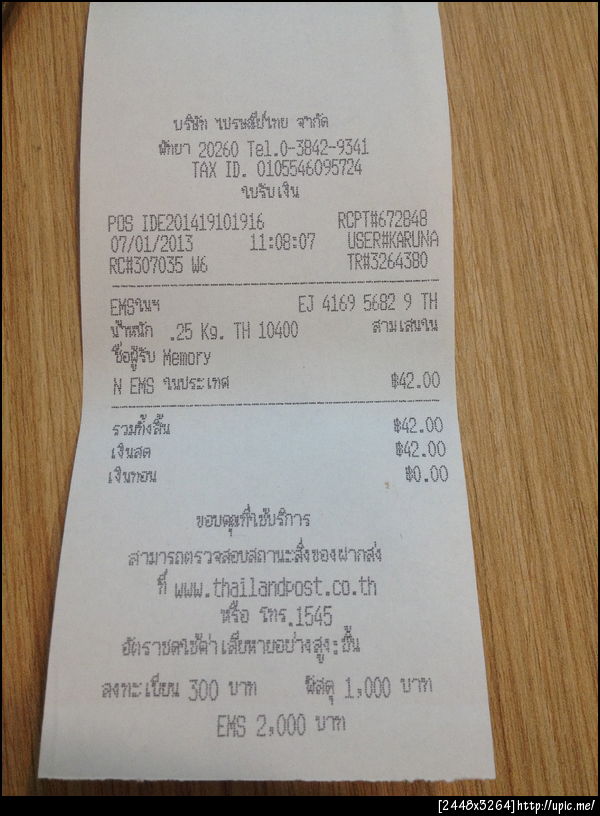 บริษัท ไปรษณีย์ไทย จำกัด
พัทยา 20260 Tel.0-3842-9341
TAX ID. 0105546095724
ใบรับเงิน
POS IDE201419101916 RCPT#672848
07/01/2013 11:08:07 USER#KARUNA
RC#307035 W6 TR#3264380
EMSในฯ EJ 4169 5682 9 TH
น้ำหนัก .25 Kg. TH 10400 สามเสนใน
ชื่อผู้รับ Memory
N EMS ในประเทศ ฿42.00
รวมทั้งสิ้น ฿42.00
เงินสด ฿42.00
เงินทอน ฿0.00
ขอบคุณที่ใช้บริการ
สามารถตรวจสอบสถานะสิ่งของฝากส่ง
ที่ www.thailandpost.co.th
หรือ โทร.1545
อัตราชดใช้ค่าเสียหายอย่างสูง:ชิ้น
ลงทะเบียน 300 บาท พัสดุ 1,000 บาท
EMS 2,000 บาท
[2448x3264]http://upic.me/